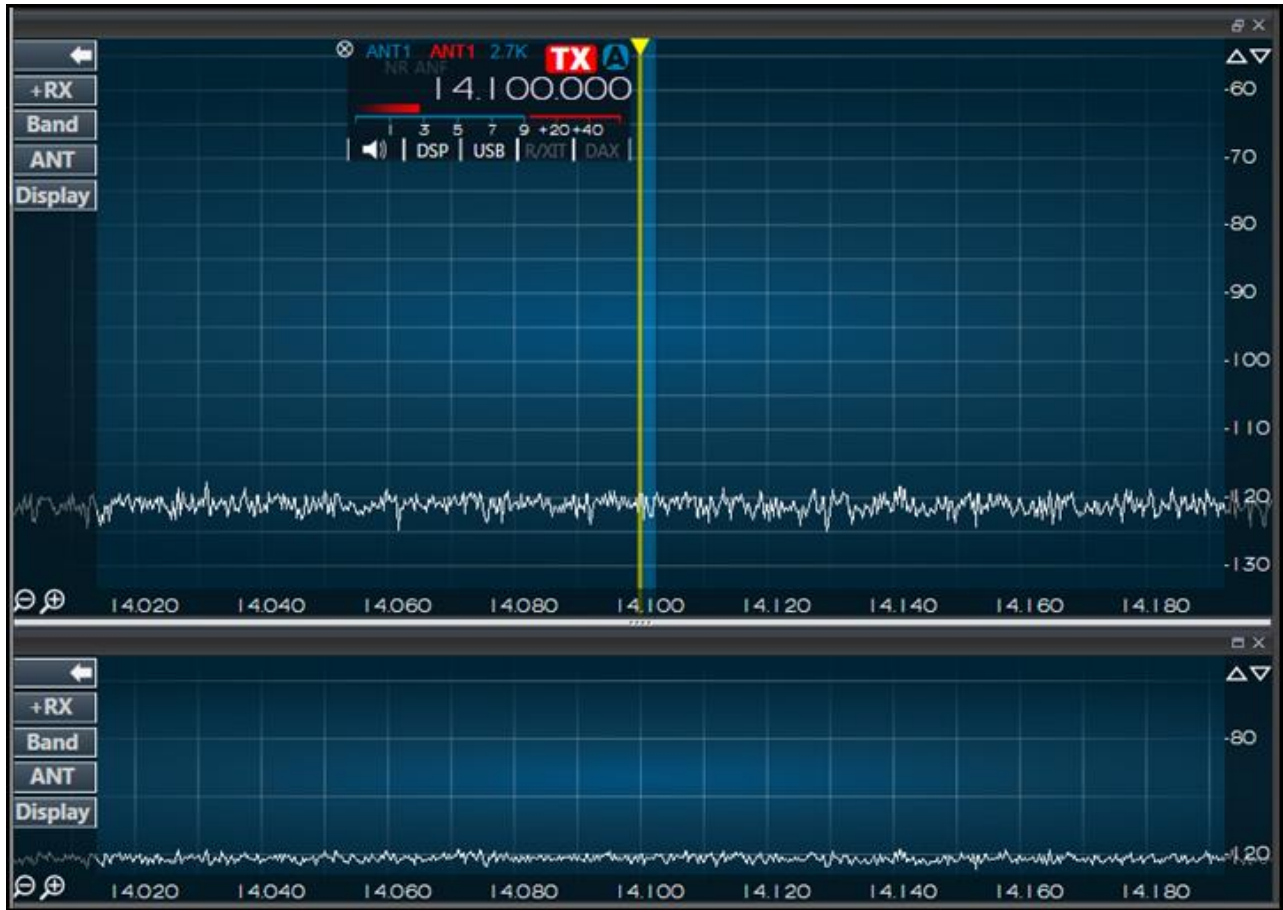 ANT1 ANT1 2.7K TX A
NR ANF
14.100.000
1 3 5 7 9 +20 +40
DSP USB R/XIT DAX
+RX
Band
ANT
Display
-60
-70
-80
-90
-100
-110
-120
-130
14.020 14.040 14.060 14.080 14.100 14.120 14.140 14.160 14.180
+RX
Band
ANT
Display
-80
-120
14.020 14.040 14.060 14.080 14.100 14.120 14.140 14.160 14.180